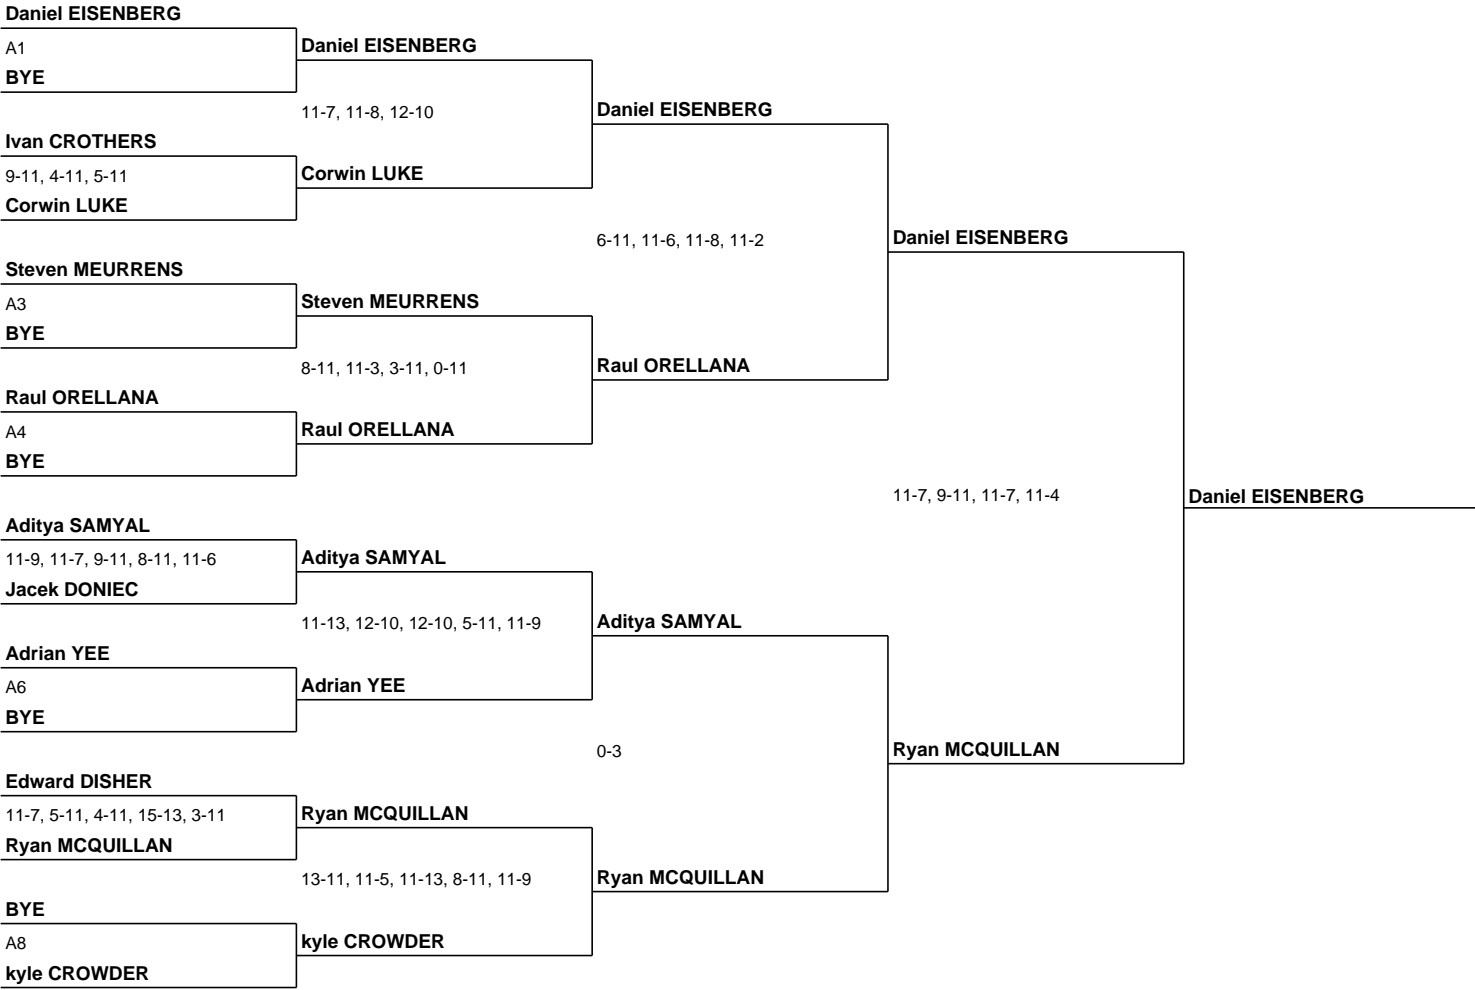 Daniel EISENBERG
A1
BYE
Ivan CROTHERS
9-11, 4-11, 5-11
Corwin LUKE
Steven MEURRENS
A3
BYE
Raul ORELLANA
A4
BYE
Aditya SAMYAL
11-9, 11-7, 9-11, 8-11, 11-6
Jacek DONIEC
Adrian YEE
A6
BYE
Edward DISHER
11-7, 5-11, 4-11, 15-13, 3-11
Ryan MCQUILLAN
BYE
A8
kyle CROWDER
Daniel EISENBERG
11-7, 11-8, 12-10
Corwin LUKE
Steven MEURRENS
8-11, 11-3, 3-11, 0-11
Raul ORELLANA
Aditya SAMYAL
11-13, 12-10, 12-10, 5-11, 11-9
Adrian YEE
Ryan MCQUILLAN
13-11, 11-5, 11-13, 8-11, 11-9
kyle CROWDER
Daniel EISENBERG
6-11, 11-6, 11-8, 11-2
Raul ORELLANA
Aditya SAMYAL
0-3
Ryan MCQUILLAN
Daniel EISENBERG
11-7, 9-11, 11-7, 11-4
Ryan MCQUILLAN
Daniel EISENBERG